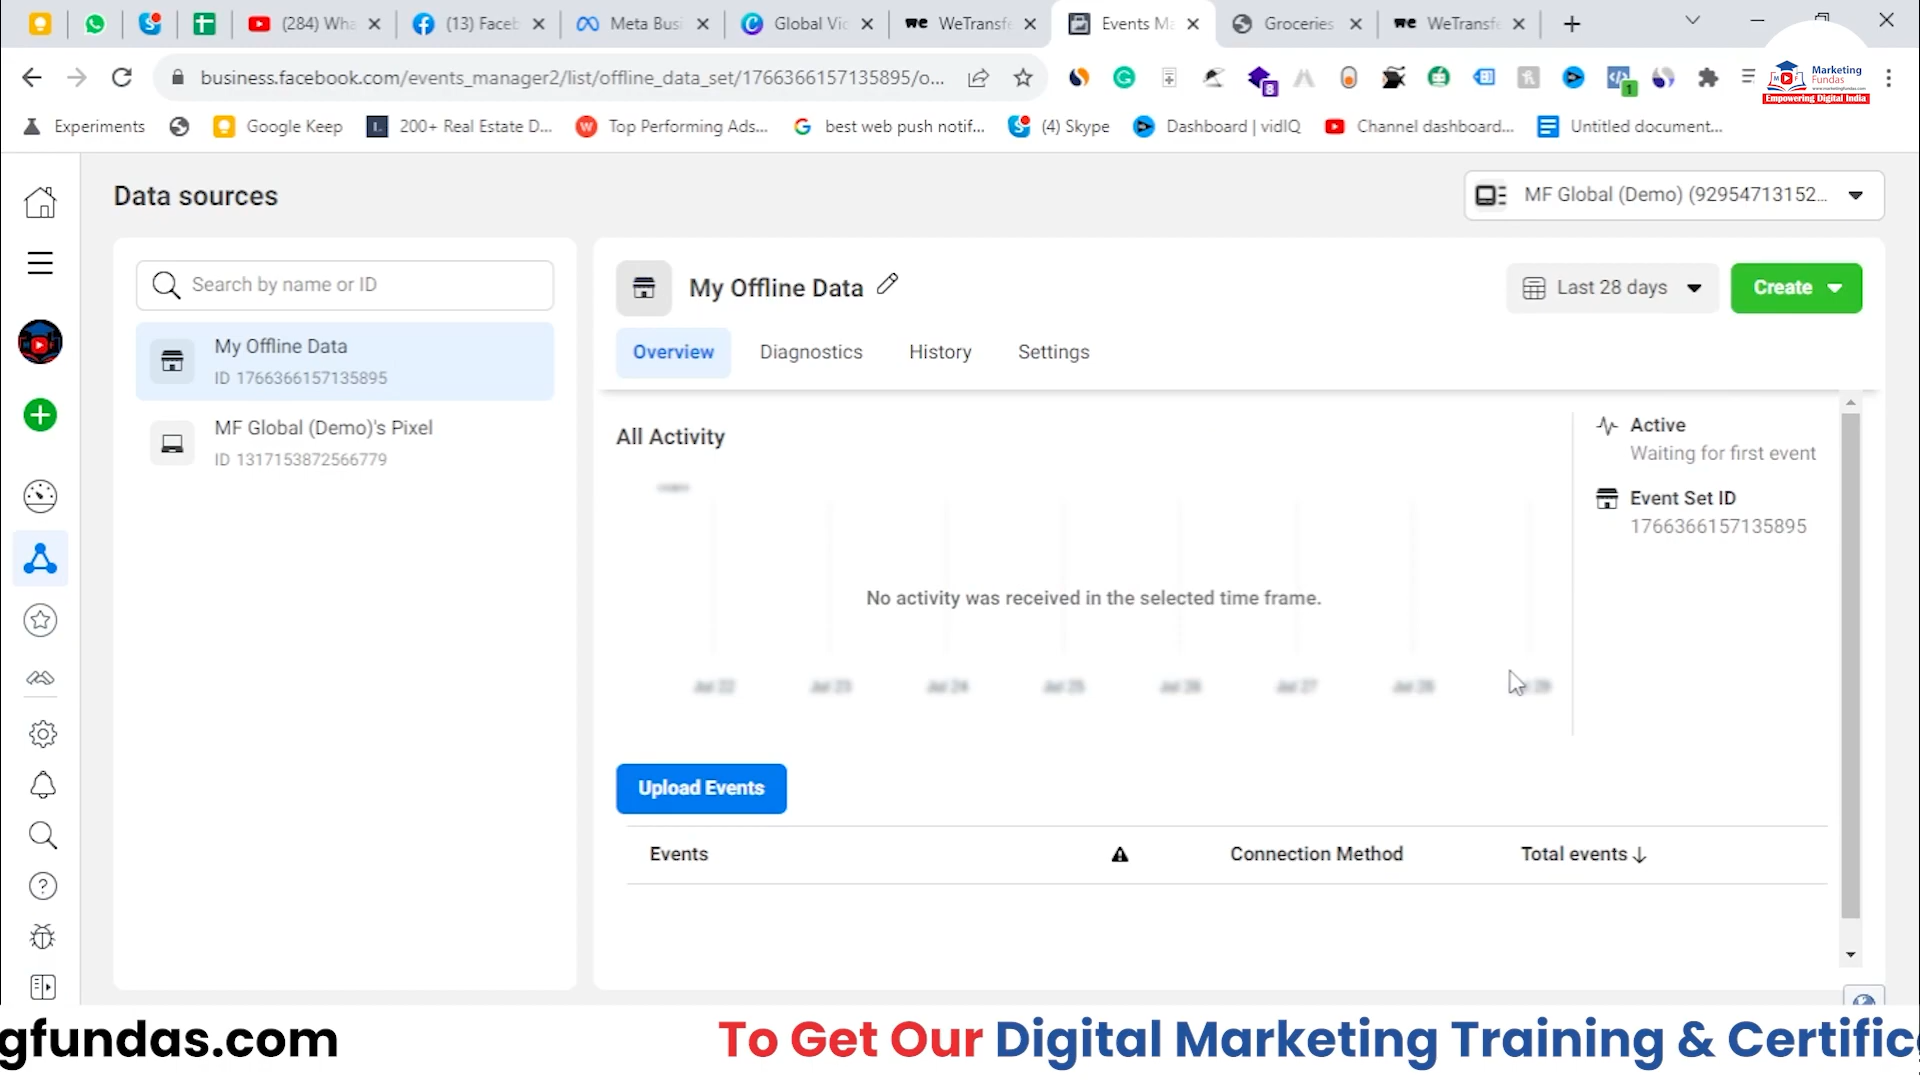 (284) Wha
(13) Faceb
Meta Busi
Global Vic
WeTransfe
Events Ma
Groceries
WeTransfe
business.facebook.com/events_manager2/list/offline_data_set/1766366157135895/o...
8
1
Marketing
Fundas
Empowering Digital India
Experiments
Google Keep
200+ Real Estate D...
Top Performing Ads...
best web push notif...
(4) Skype
Dashboard | vidIQ
Channel dashboard...
Untitled document...
Data sources
MF Global (Demo) (92954713152...
Search by name or ID
My Offline Data
ID 1766366157135895
MF Global (Demo)'s Pixel
ID 1317153872566779
My Offline Data
Last 28 days
Create
Overview
Diagnostics
History
Settings
All Activity
Active
Waiting for first event
Event Set ID
1766366157135895
No activity was received in the selected time frame.
Jul 22
Jul 23
Jul 24
Jul 25
Jul 26
Jul 27
Jul 28
Upload Events
Events
Connection Method
Total events
gfundas.com
To Get Our Digital Marketing Training & Certific